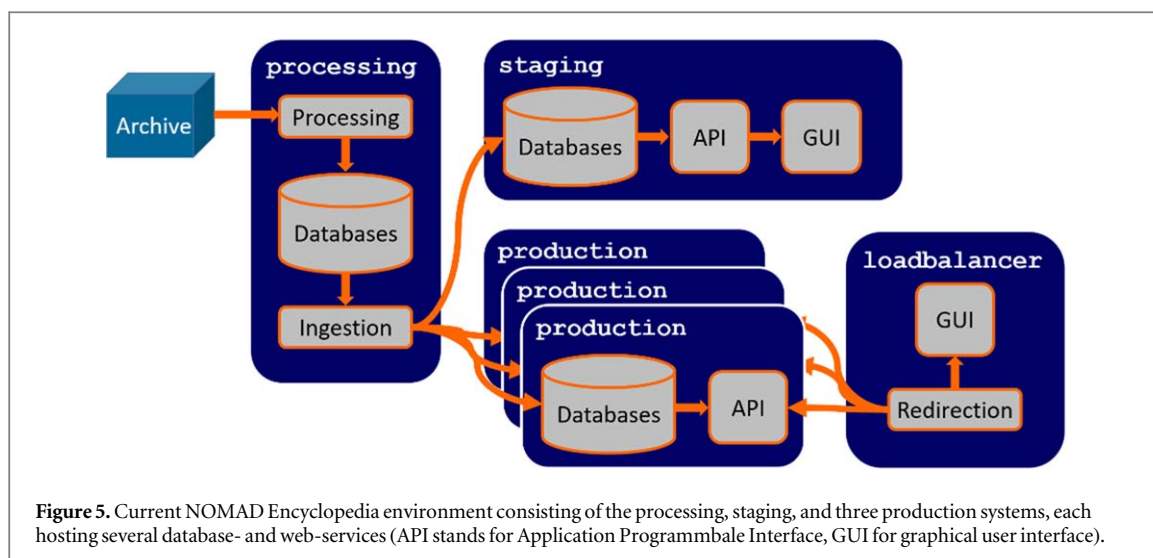 processing
Archive
Processing
Databases
Ingestion
staging
Databases
API
GUI
production
production
production
Databases
API
loadbalancer
GUI
Redirection
Figure 5. Current NOMAD Encyclopedia environment consisting of the processing, staging, and three production systems, each
hosting several database- and web-services (API stands for Application Programmbale Interface, GUI for graphical user interface).